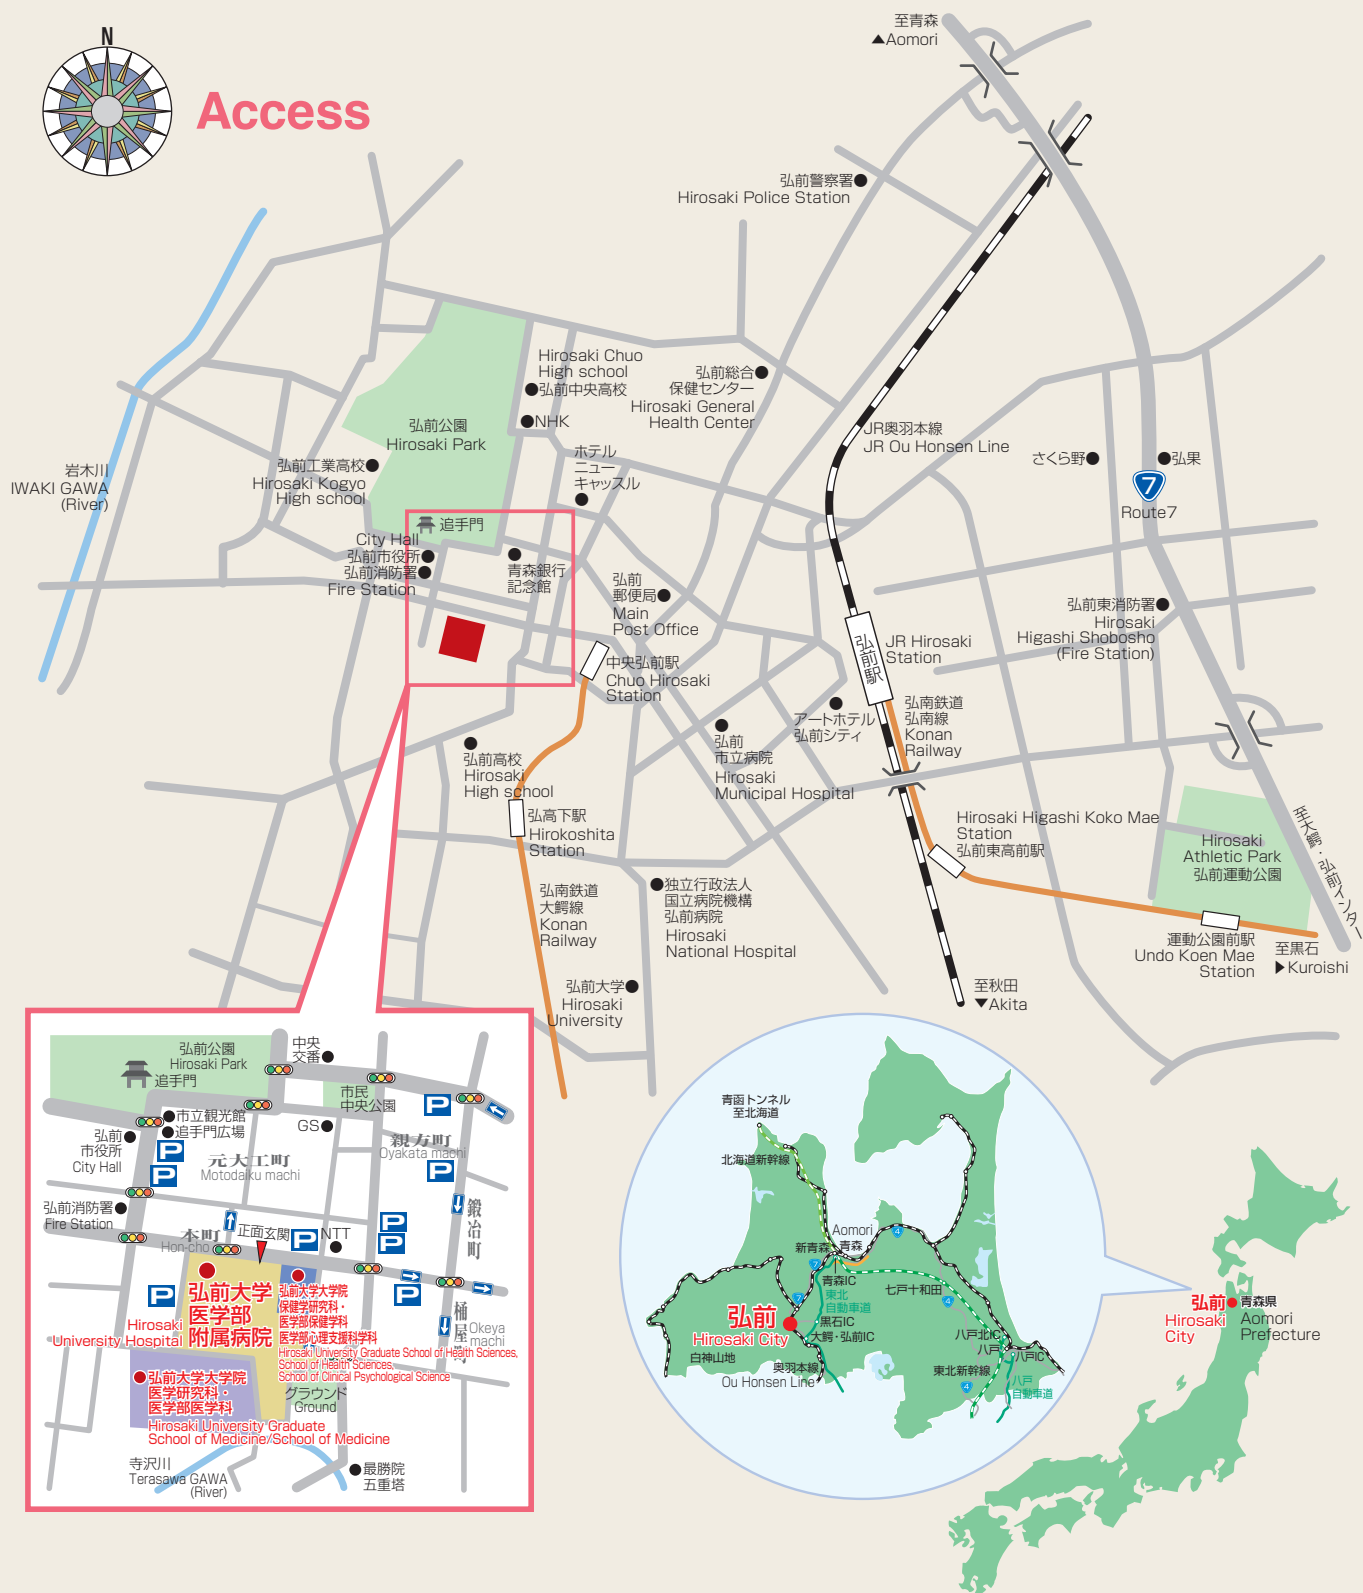 N
Access
至青森
▲Aomori
弘前警察署
Hirosaki Police Station
Hirosaki Chuo
High school
弘前中央高校
NHK
弘前総合
保健センター
Hirosaki General
Health Center
弘前公園
Hirosaki Park
JR奥羽本線
JR Ou Honsen Line
ホテル
ニュー
キャッスル
さくら野
弘果
7
Route7
岩木川
IWAKI GAWA
(River)
弘前工業高校
Hirosaki Kogyo
High school
追手門
City Hall
弘前市役所
弘前消防署
Fire Station
青森銀行
記念館
弘前
郵便局
Main
Post Office
弘前東消防署
Hirosaki
Higashi Shobosho
(Fire Station)
弘前駅
JR Hirosaki
Station
中央弘前駅
Chuo Hirosaki
Station
弘南鉄道
弘南線
Konan
Railway
アートホテル
弘前シティ
弘前
市立病院
Hirosaki
Municipal Hospital
弘前高校
Hirosaki
High school
弘高下駅
Hirokoshita
Station
Hirosaki Higashi Koko Mae
Station
弘前東高前駅
Hirosaki
Athletic Park
弘前運動公園
至大鰐・弘前インター
弘南鉄道
大鰐線
Konan
Railway
独立行政法人
国立病院機構
弘前病院
Hirosaki
National Hospital
運動公園前駅
Undo Koen Mae
Station
至黒石
▶Kuroishi
弘前大学
Hirosaki
University
至秋田
▼Akita
弘前公園
Hirosaki Park
追手門
中央
交番
市民
中央公園
P
市立観光館
追手門広場
GS
弘前
市役所
City Hall
P
P
元大工町
Motodaiku machi
親方町
Oyakata machi
P
弘前消防署
Fire Station
鍛冶町
本町
Hon-cho
正面玄関
P
NTT
P
P
P
P
弘前大学
医学部
附属病院
Hirosaki
University Hospital
弘前大学大学院
保健学研究科・
医学部保健学科
医学部心理支援科学科
Hirosaki University Graduate School of Health Sciences,
School of Health Sciences,
School of Clinical Psychological Science
桶屋町
Okeya
machi
弘前大学大学院
医学研究科・
医学部医学科
Hirosaki University Graduate
School of Medicine/School of Medicine
グラウンド
Ground
寺沢川
Terasawa GAWA
(River)
最勝院
五重塔
青函トンネル
至北海道
北海道新幹線
Aomori
青森
新青森
4
7
青森IC
東北
自動車道
7
七戸十和田
4
弘前
Hirosaki City
黒石IC
大鰐・弘前IC
八戸北IC
八戸
八戸IC
白神山地
奥羽本線
Ou Honsen Line
東北新幹線
4
八戸
自動車道
弘前
Hirosaki
City
青森県
Aomori
Prefecture